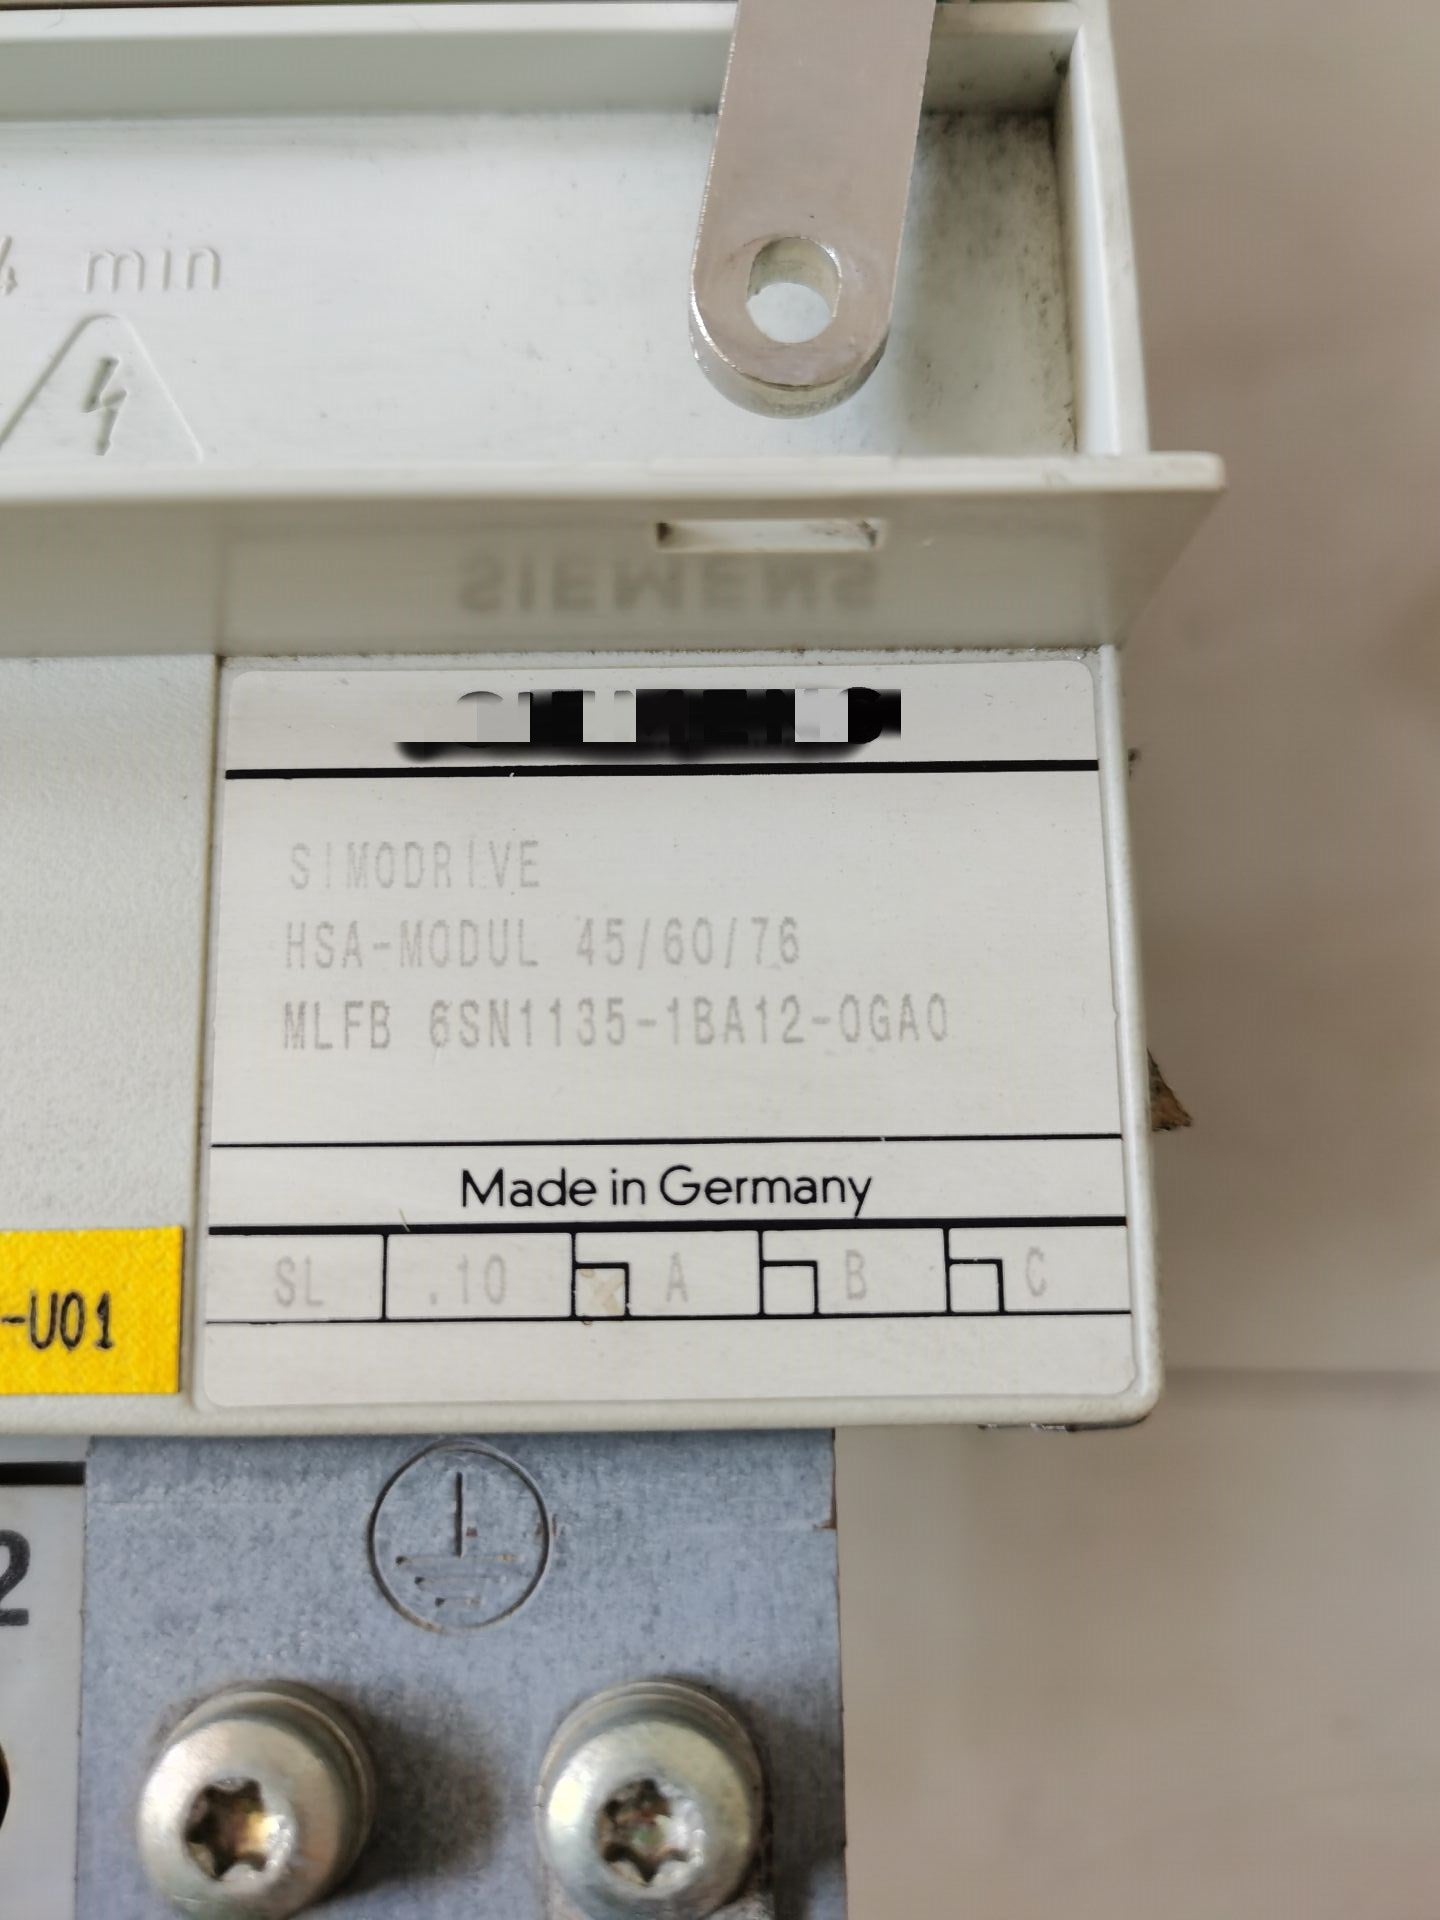 4 min
SIEMENS
SIMODRIVE
HSA-MODUL 45/60/76
MLFB 6SN1135-1BA12-0GA0
Made in Germany
SL .10 A B C
-U01
2